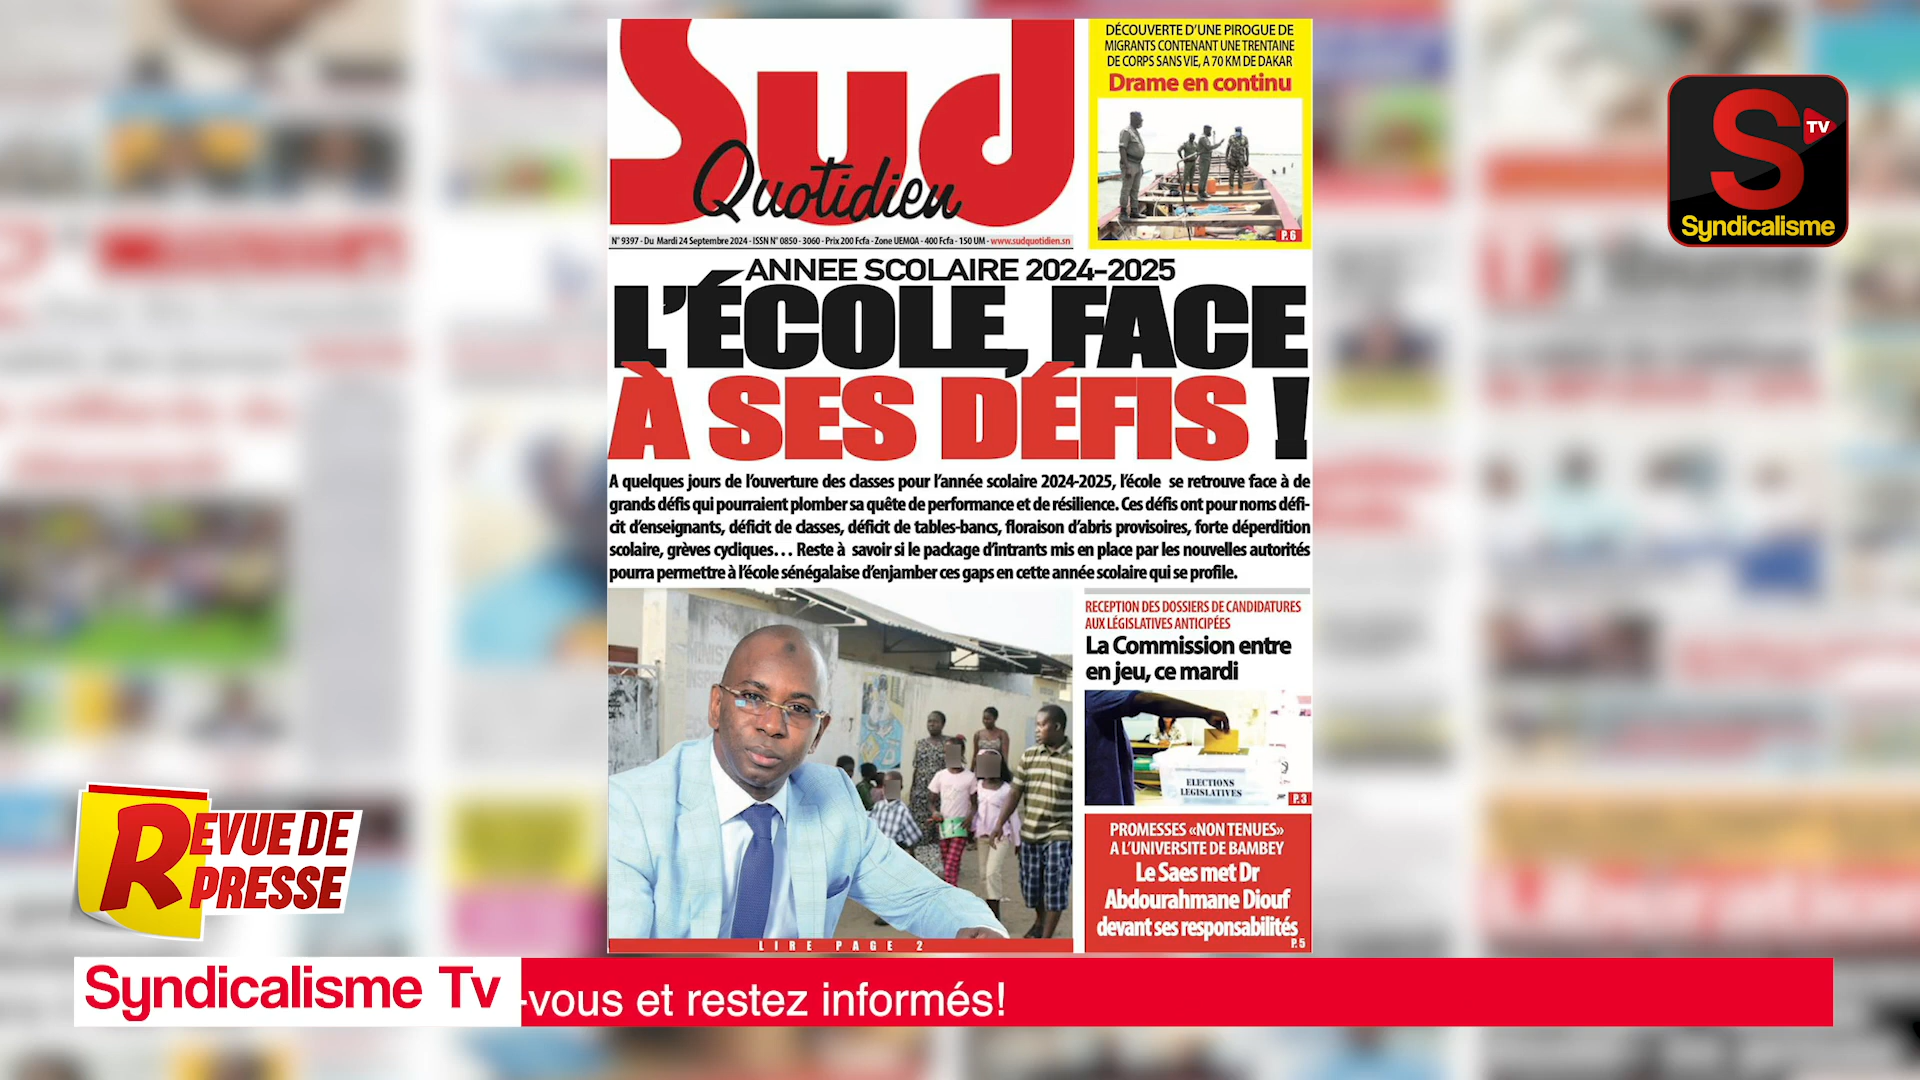 Sud
Quotidien
N° 9397 - Du Mardi 24 Septembre 2024 - ISSN N° 0850 - 3060 - Prix 200 Fcfa - Zone UEMOA - 400 Fcfa - 150 UM - www.sudquotidien.sn
DÉCOUVERTE D'UNE PIROGUE DE
MIGRANTS CONTENANT UNE TRENTAINE
DE CORPS SANS VIE, A 70 KM DE DAKAR
Drame en continu
P. 6
ANNEE SCOLAIRE 2024-2025
L'ÉCOLE, FACE
À SES DÉFIS !
A quelques jours de l'ouverture des classes pour l'année scolaire 2024-2025, l'école se retrouve face à de
grands défis qui pourraient plomber sa quête de performance et de résilience. Ces défis ont pour noms défi-
cit d'enseignants, déficit de classes, déficit de tables-bancs, floraison d'abris provisoires, forte déperdition
scolaire, grèves cycliques… Reste à savoir si le package d'intrants mis en place par les nouvelles autorités
pourra permettre à l'école sénégalaise d'enjamber ces gaps en cette année scolaire qui se profile.
LIRE PAGE 2
RECEPTION DES DOSSIERS DE CANDIDATURES
AUX LÉGISLATIVES ANTICIPÉES
La Commission entre
en jeu, ce mardi
ELECTIONS
LEGISLATIVES
P. 3
PROMESSES «NON TENUES»
A L'UNIVERSITE DE BAMBEY
Le Saes met Dr
Abdourahmane Diouf
devant ses responsabilités
P. 5
S TV
Syndicalisme
REVUE DE
PRESSE
Syndicalisme Tv
-vous et restez informés!